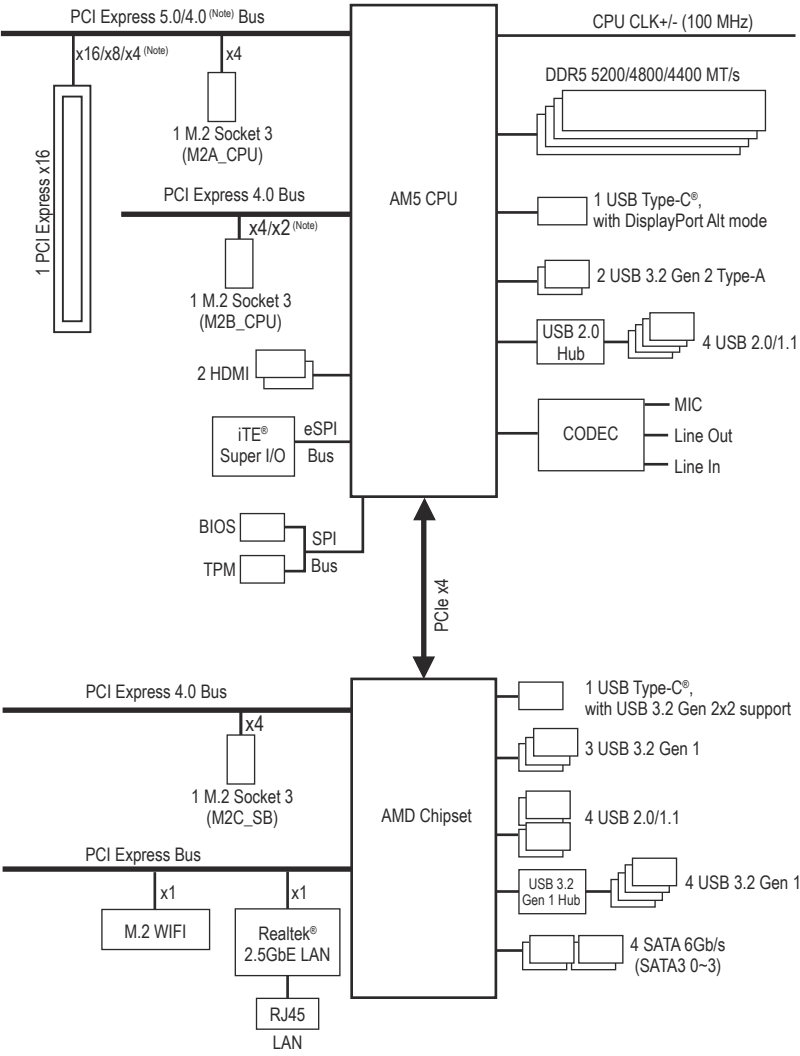 PCI Express 5.0/4.0 (Note) Bus
CPU CLK+/- (100 MHz)
x16/x8/x4 (Note)
x4
DDR5 5200/4800/4400 MT/s
1 M.2 Socket 3
(M2A_CPU)
1 PCI Express x16
PCI Express 4.0 Bus
AM5 CPU
1 USB Type-C®,
with DisplayPort Alt mode
x4/x2 (Note)
1 M.2 Socket 3
(M2B_CPU)
2 USB 3.2 Gen 2 Type-A
USB 2.0
Hub
4 USB 2.0/1.1
2 HDMI
iTE®
Super I/O
eSPI
Bus
CODEC
MIC
Line Out
Line In
BIOS
TPM
SPI
Bus
PCIe x4
PCI Express 4.0 Bus
1 USB Type-C®,
with USB 3.2 Gen 2x2 support
x4
1 M.2 Socket 3
(M2C_SB)
3 USB 3.2 Gen 1
AMD Chipset
4 USB 2.0/1.1
PCI Express Bus
x1
x1
M.2 WIFI
Realtek®
2.5GbE LAN
USB 3.2
Gen 1 Hub
4 USB 3.2 Gen 1
4 SATA 6Gb/s
(SATA3 0~3)
RJ45
LAN